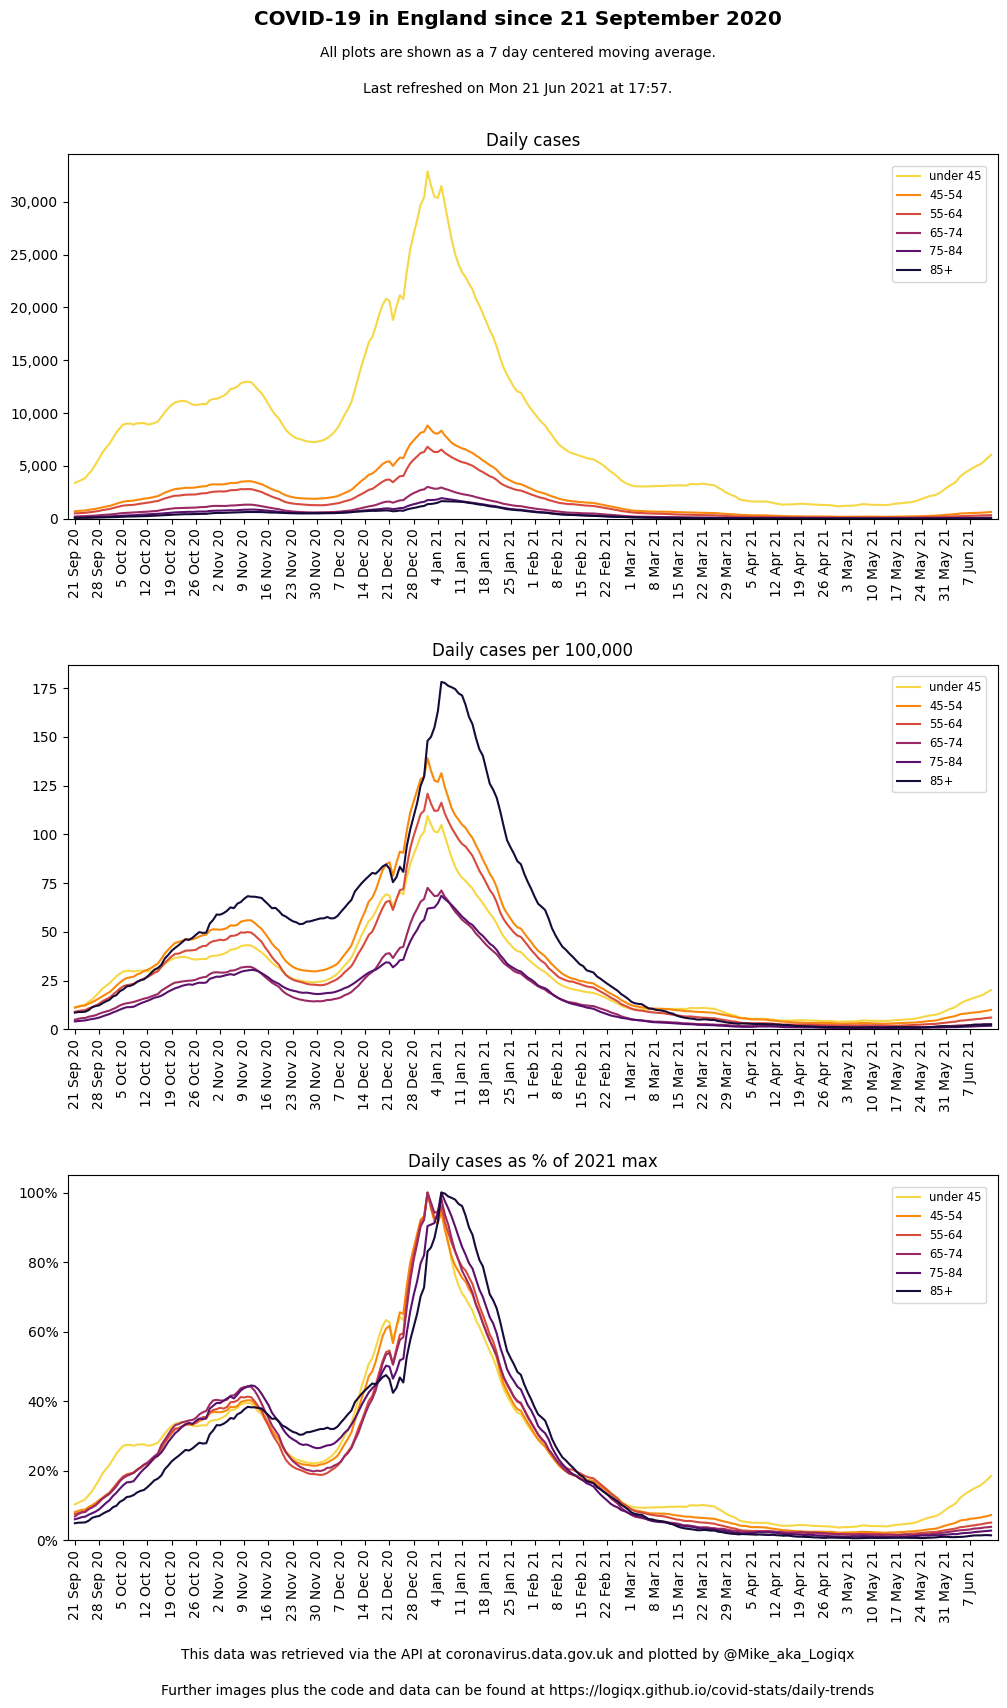 COVID-19 in England since 21 September 2020
All plots are shown as a 7 day centered moving average.
Last refreshed on Mon 21 Jun 2021 at 17:57.
Daily cases
30,000
25,000
20,000
15,000
10,000
5,000
0
under 45
45-54
55-64
65-74
75-84
85+
21 Sep 20
28 Sep 20
5 Oct 20
12 Oct 20
19 Oct 20
26 Oct 20
2 Nov 20
9 Nov 20
16 Nov 20
23 Nov 20
30 Nov 20
7 Dec 20
14 Dec 20
21 Dec 20
28 Dec 20
4 Jan 21
11 Jan 21
18 Jan 21
25 Jan 21
1 Feb 21
8 Feb 21
15 Feb 21
22 Feb 21
1 Mar 21
8 Mar 21
15 Mar 21
22 Mar 21
29 Mar 21
5 Apr 21
12 Apr 21
19 Apr 21
26 Apr 21
3 May 21
10 May 21
17 May 21
24 May 21
31 May 21
7 Jun 21
Daily cases per 100,000
175
150
125
100
75
50
25
0
under 45
45-54
55-64
65-74
75-84
85+
21 Sep 20
28 Sep 20
5 Oct 20
12 Oct 20
19 Oct 20
26 Oct 20
2 Nov 20
9 Nov 20
16 Nov 20
23 Nov 20
30 Nov 20
7 Dec 20
14 Dec 20
21 Dec 20
28 Dec 20
4 Jan 21
11 Jan 21
18 Jan 21
25 Jan 21
1 Feb 21
8 Feb 21
15 Feb 21
22 Feb 21
1 Mar 21
8 Mar 21
15 Mar 21
22 Mar 21
29 Mar 21
5 Apr 21
12 Apr 21
19 Apr 21
26 Apr 21
3 May 21
10 May 21
17 May 21
24 May 21
31 May 21
7 Jun 21
Daily cases as % of 2021 max
100%
80%
60%
40%
20%
0%
under 45
45-54
55-64
65-74
75-84
85+
21 Sep 20
28 Sep 20
5 Oct 20
12 Oct 20
19 Oct 20
26 Oct 20
2 Nov 20
9 Nov 20
16 Nov 20
23 Nov 20
30 Nov 20
7 Dec 20
14 Dec 20
21 Dec 20
28 Dec 20
4 Jan 21
11 Jan 21
18 Jan 21
25 Jan 21
1 Feb 21
8 Feb 21
15 Feb 21
22 Feb 21
1 Mar 21
8 Mar 21
15 Mar 21
22 Mar 21
29 Mar 21
5 Apr 21
12 Apr 21
19 Apr 21
26 Apr 21
3 May 21
10 May 21
17 May 21
24 May 21
31 May 21
7 Jun 21
This data was retrieved via the API at coronavirus.data.gov.uk and plotted by @Mike_aka_Logiqx
Further images plus the code and data can be found at https://logiqx.github.io/covid-stats/daily-trends